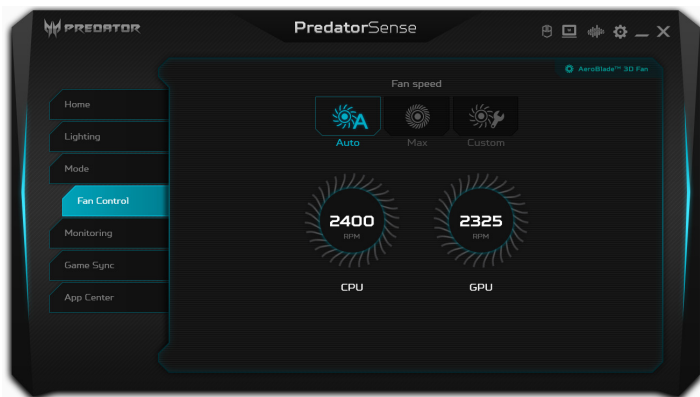 PREDATOR
PredatorSense
AeroBlade™ 3D Fan
Home
Lighting
Mode
Fan Control
Monitoring
Game Sync
App Center
Fan speed
Auto
Max
Custom
2400
RPM
2325
RPM
CPU
GPU